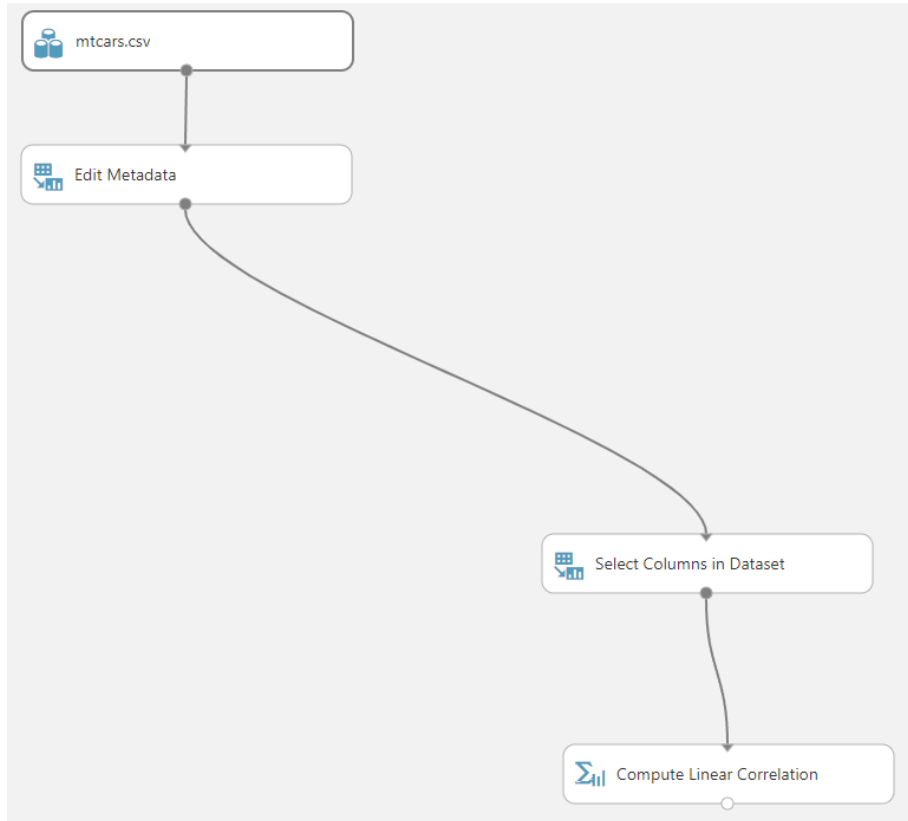 mtcars.csv
Edit Metadata
Select Columns in Dataset
Compute Linear Correlation